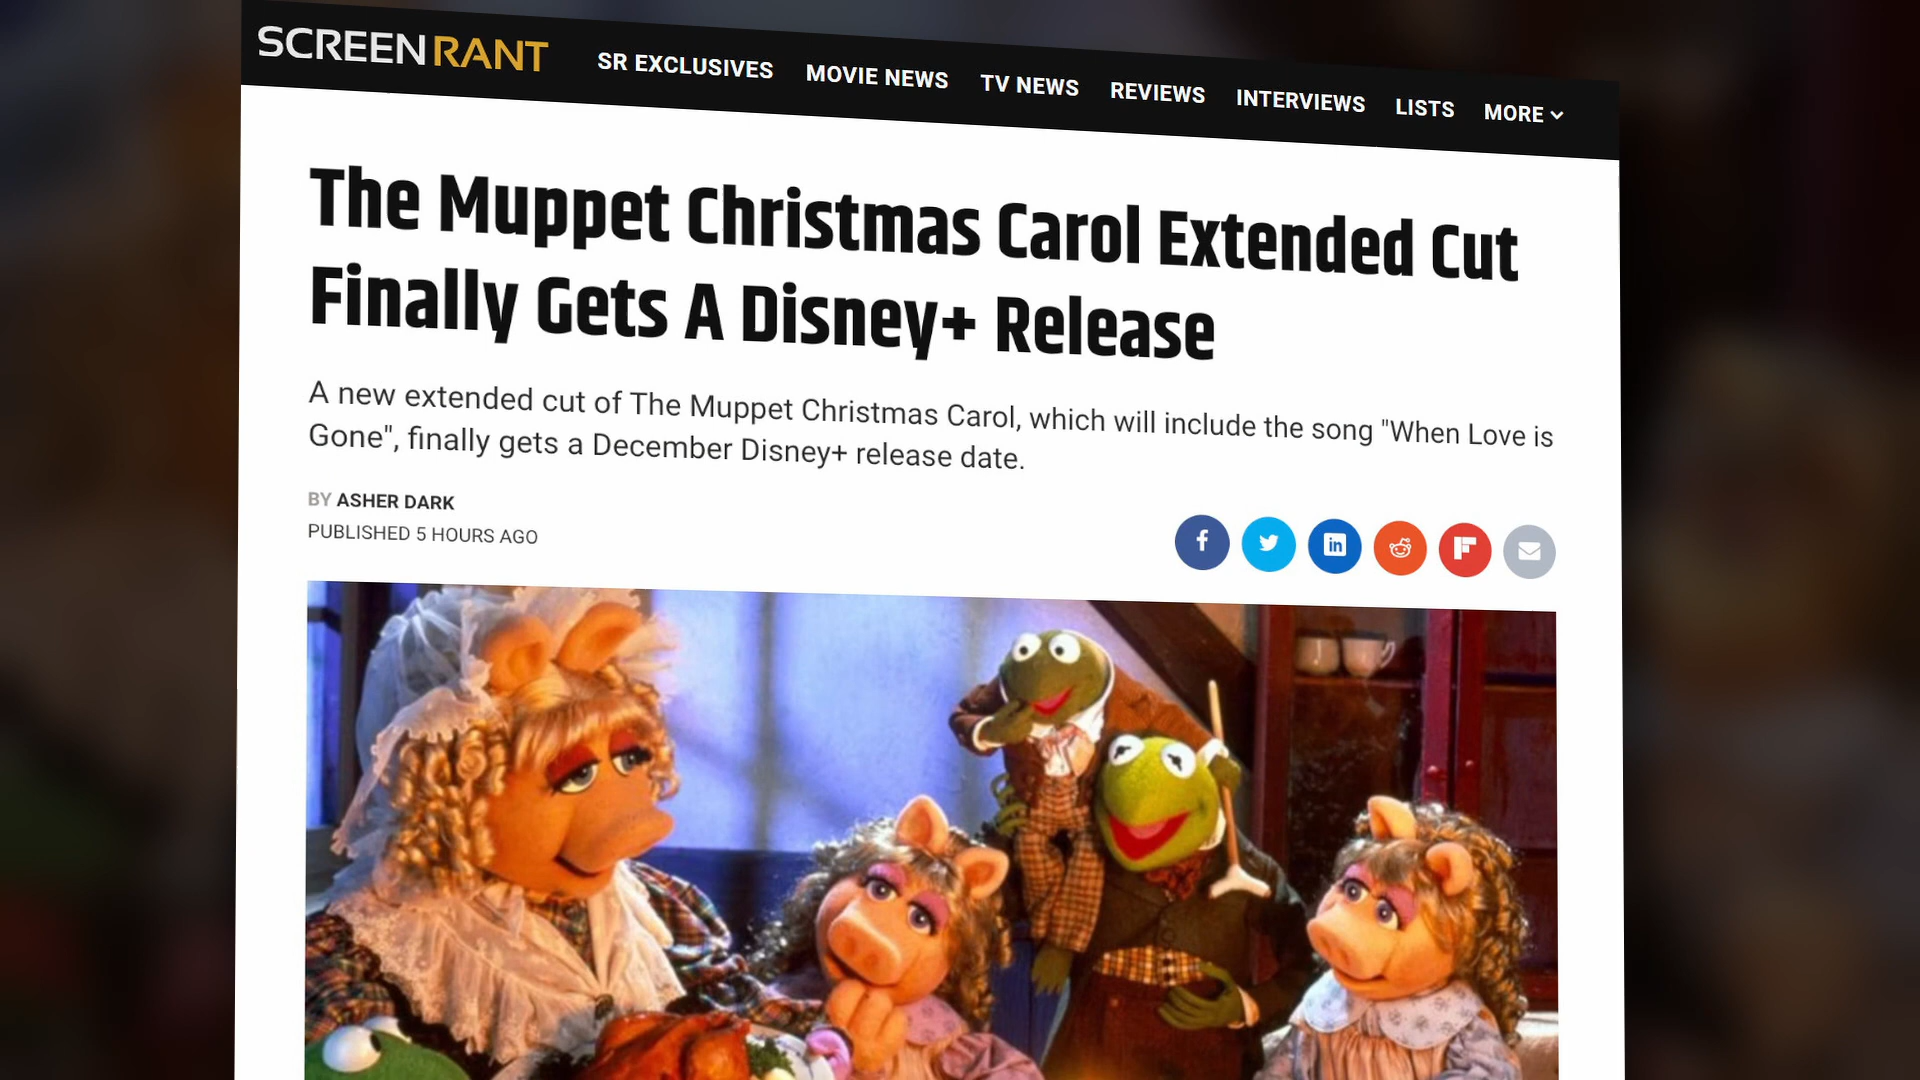 SCREENRANT SR EXCLUSIVES MOVIE NEWS TV NEWS REVIEWS INTERVIEWS LISTS MORE
The Muppet Christmas Carol Extended Cut
Finally Gets A Disney+ Release
A new extended cut of The Muppet Christmas Carol, which will include the song "When Love is
Gone", finally gets a December Disney+ release date.
BY ASHER DARK
PUBLISHED 5 HOURS AGO